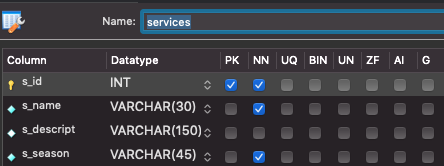 Name: services
Column Datatype PK NN UQ BIN UN ZF AI G
s_id INT
s_name VARCHAR(30)
s_descript VARCHAR(150)
s_season VARCHAR(45)